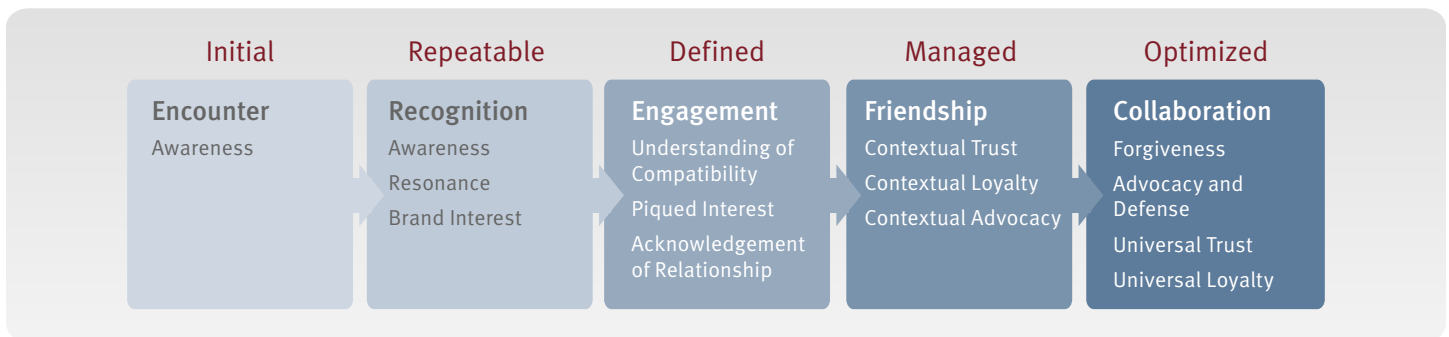 Initial
Repeatable
Defined
Managed
Optimized
Encounter
Awareness
Recognition
Awareness
Resonance
Brand Interest
Engagement
Understanding of
Compatibility
Piqued Interest
Acknowledgement
of Relationship
Friendship
Contextual Trust
Contextual Loyalty
Contextual Advocacy
Collaboration
Forgiveness
Advocacy and
Defense
Universal Trust
Universal Loyalty